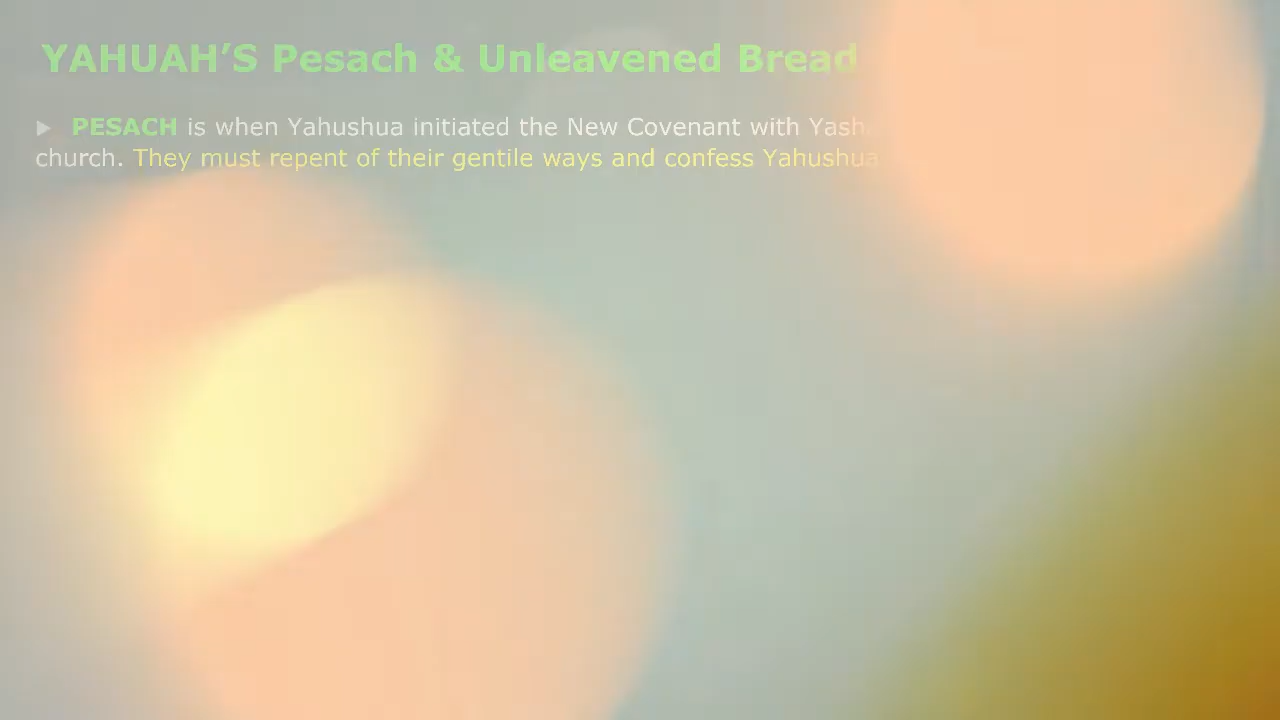 YAHUAH’S Pesach & Unleavened Bread
► PESACH is when Yahushua initiated the New Covenant with
church. They must repent of their gentile ways and confess Yahushua